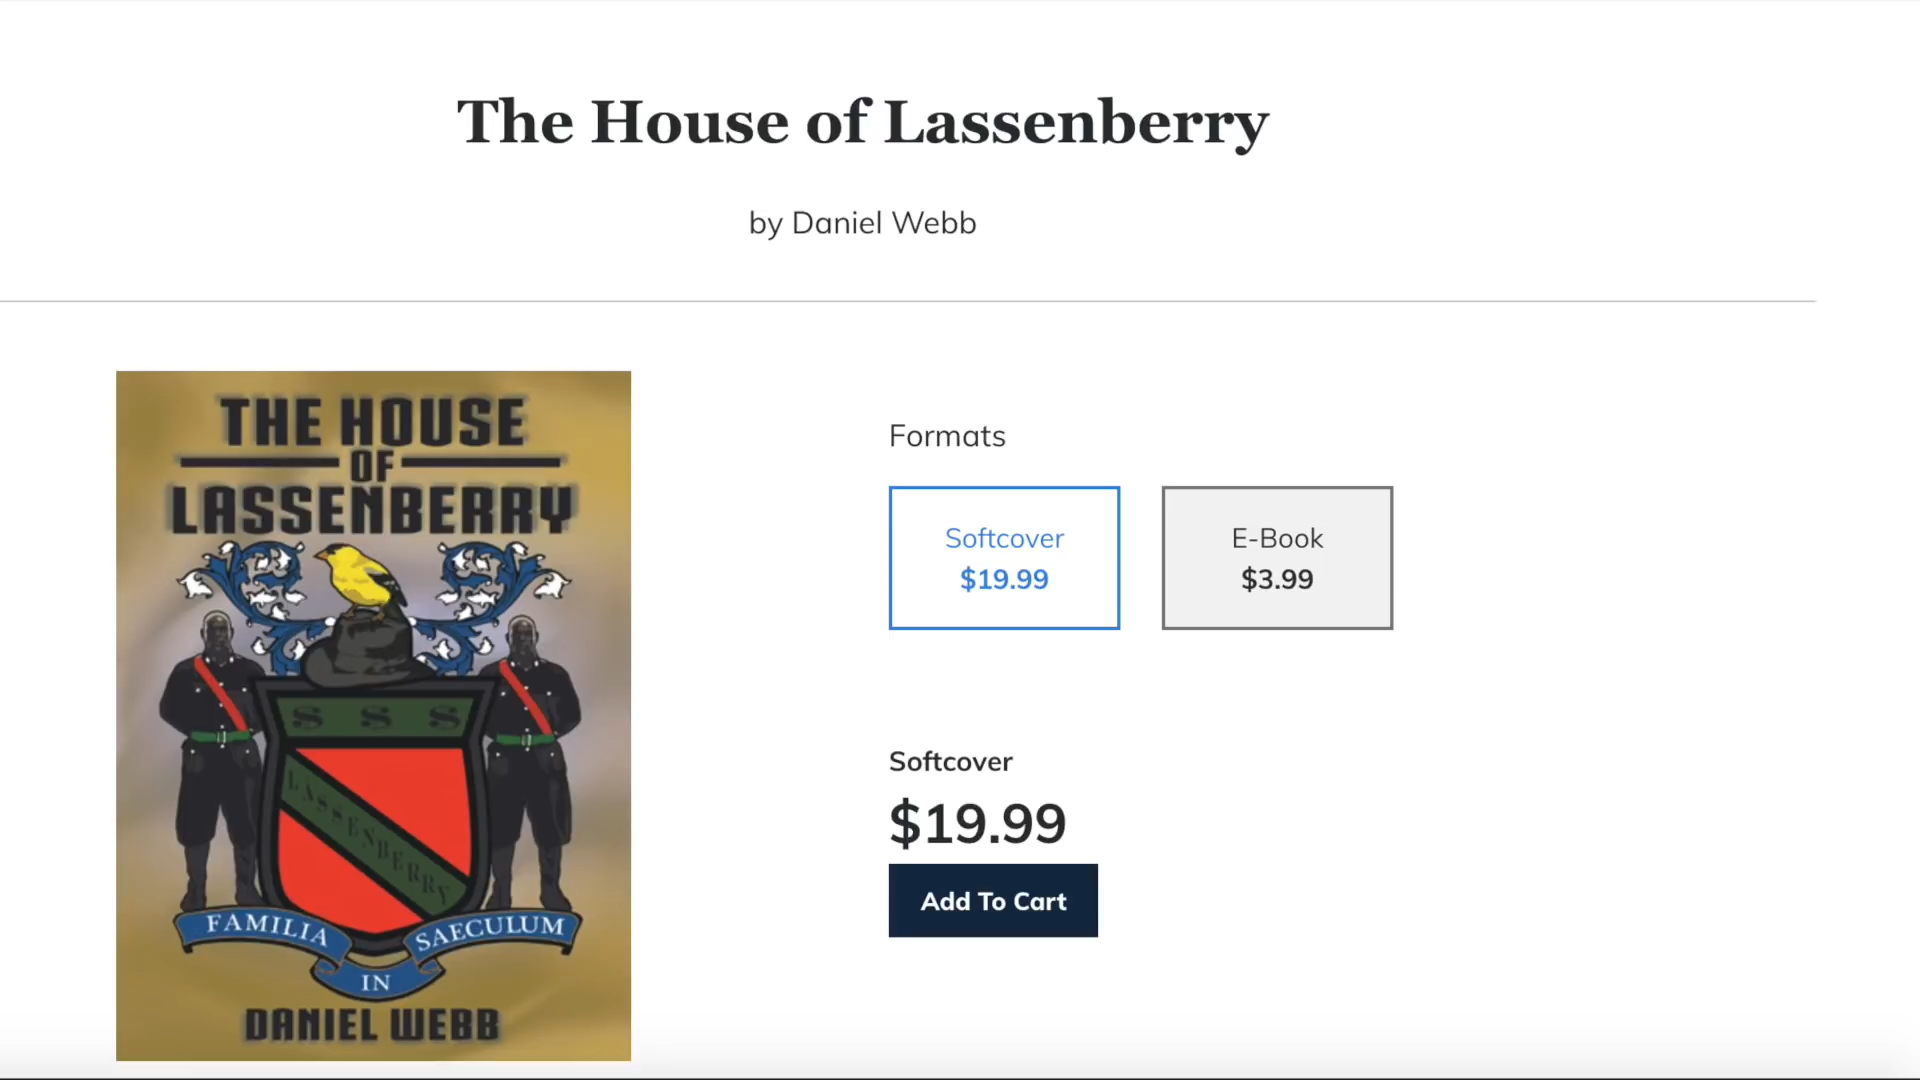 The House of Lassenberry
by Daniel Webb
THE HOUSE
OF
LASSENBERRY
S S S
LASSENBERRY
FAMILIA
IN
SAECULUM
DANIEL WEBB
Formats
Softcover
$19.99
E-Book
$3.99
Softcover
$19.99
Add To Cart